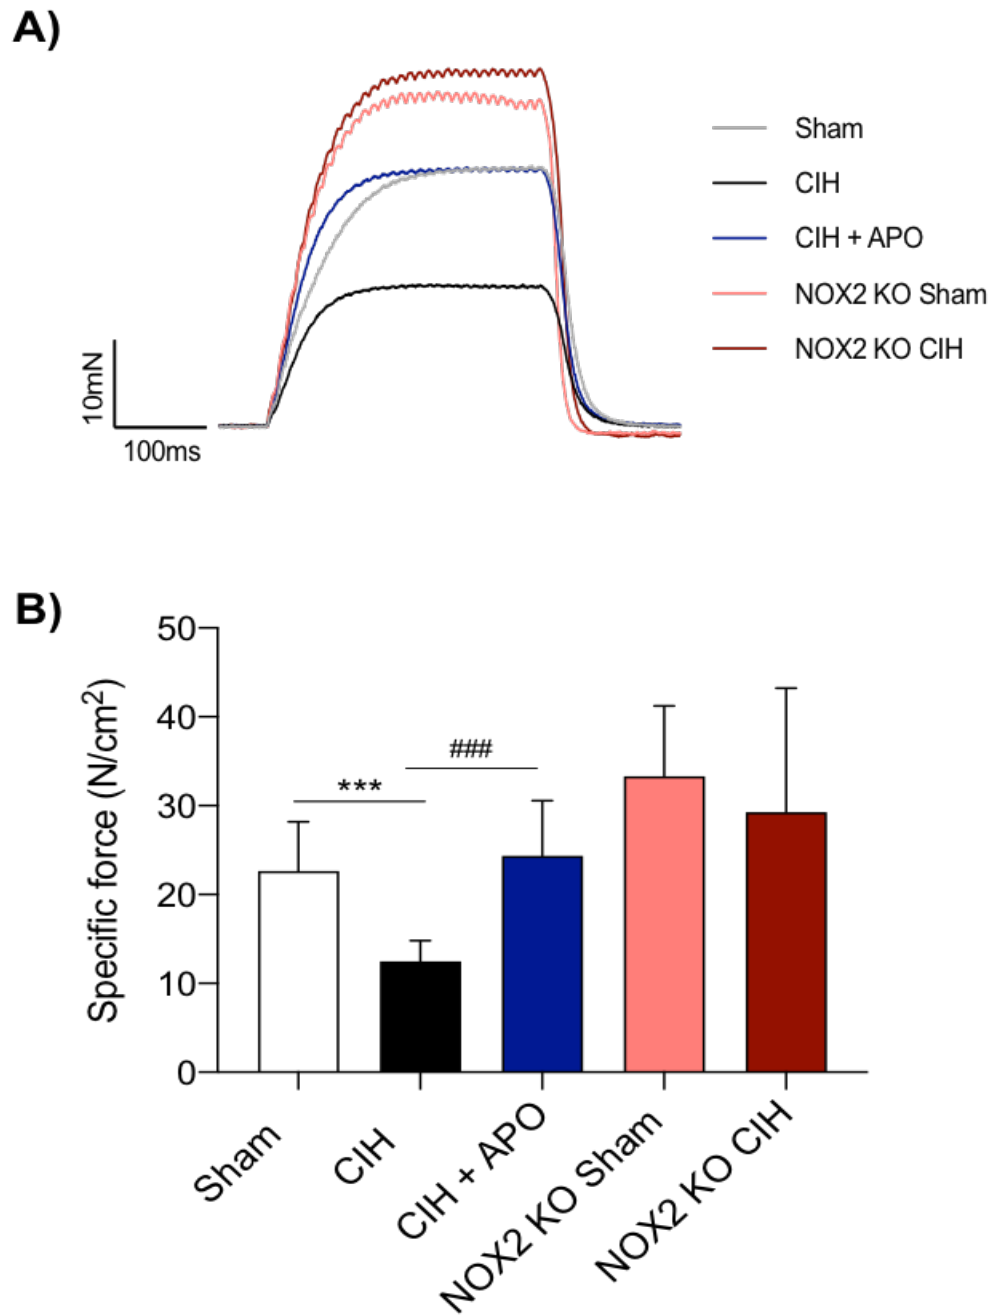 A)
Sham
CIH
CIH + APO
NOX2 KO Sham
NOX2 KO CIH
10mN
100ms
B)
Specific force (N/cm²)
50
40
30
20
10
0
***
###
Sham
CIH
CIH + APO
NOX2 KO Sham
NOX2 KO CIH